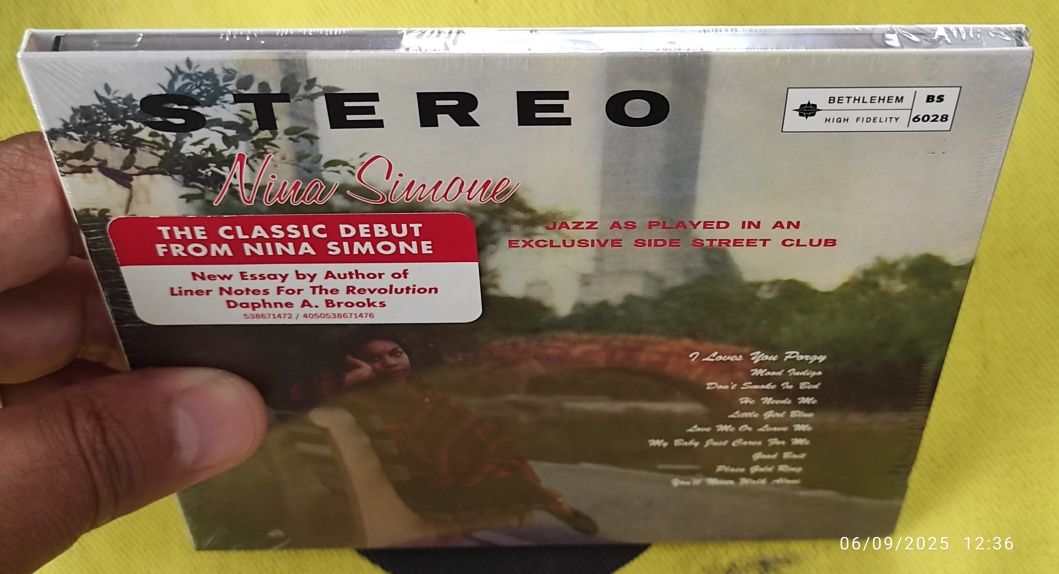 STEREO
BETHLEHEM
HIGH FIDELITY
BS
6028
Nina Simone
JAZZ AS PLAYED IN AN
EXCLUSIVE SIDE STREET CLUB
THE CLASSIC DEBUT
FROM NINA SIMONE
New Essay by Author of
Liner Notes For The Revolution
Daphne A. Brooks
538671472 / 4050538671476
I Loves You Porgy
Mood Indigo
Don't Smoke In Bed
He Needs Me
Little Girl Blue
Love Me Or Leave Me
My Baby Just Cares For Me
Good Bait
Plain Gold Ring
You'll Never Walk Alone
06/09/2025 12:36